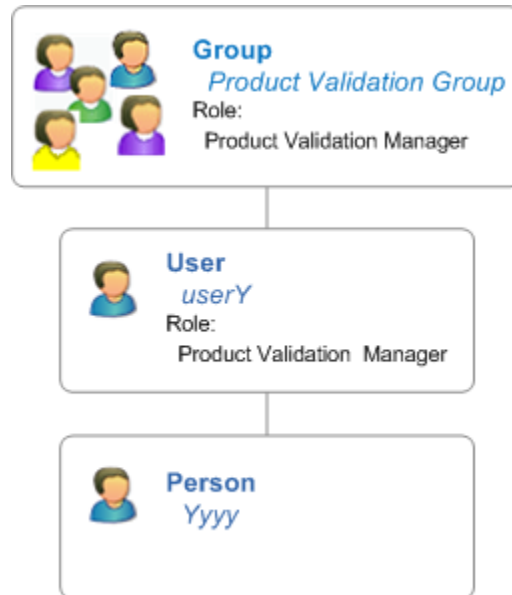 Group
Product Validation Group
Role:
Product Validation Manager
User
userY
Role:
Product Validation Manager
Person
Yyyy